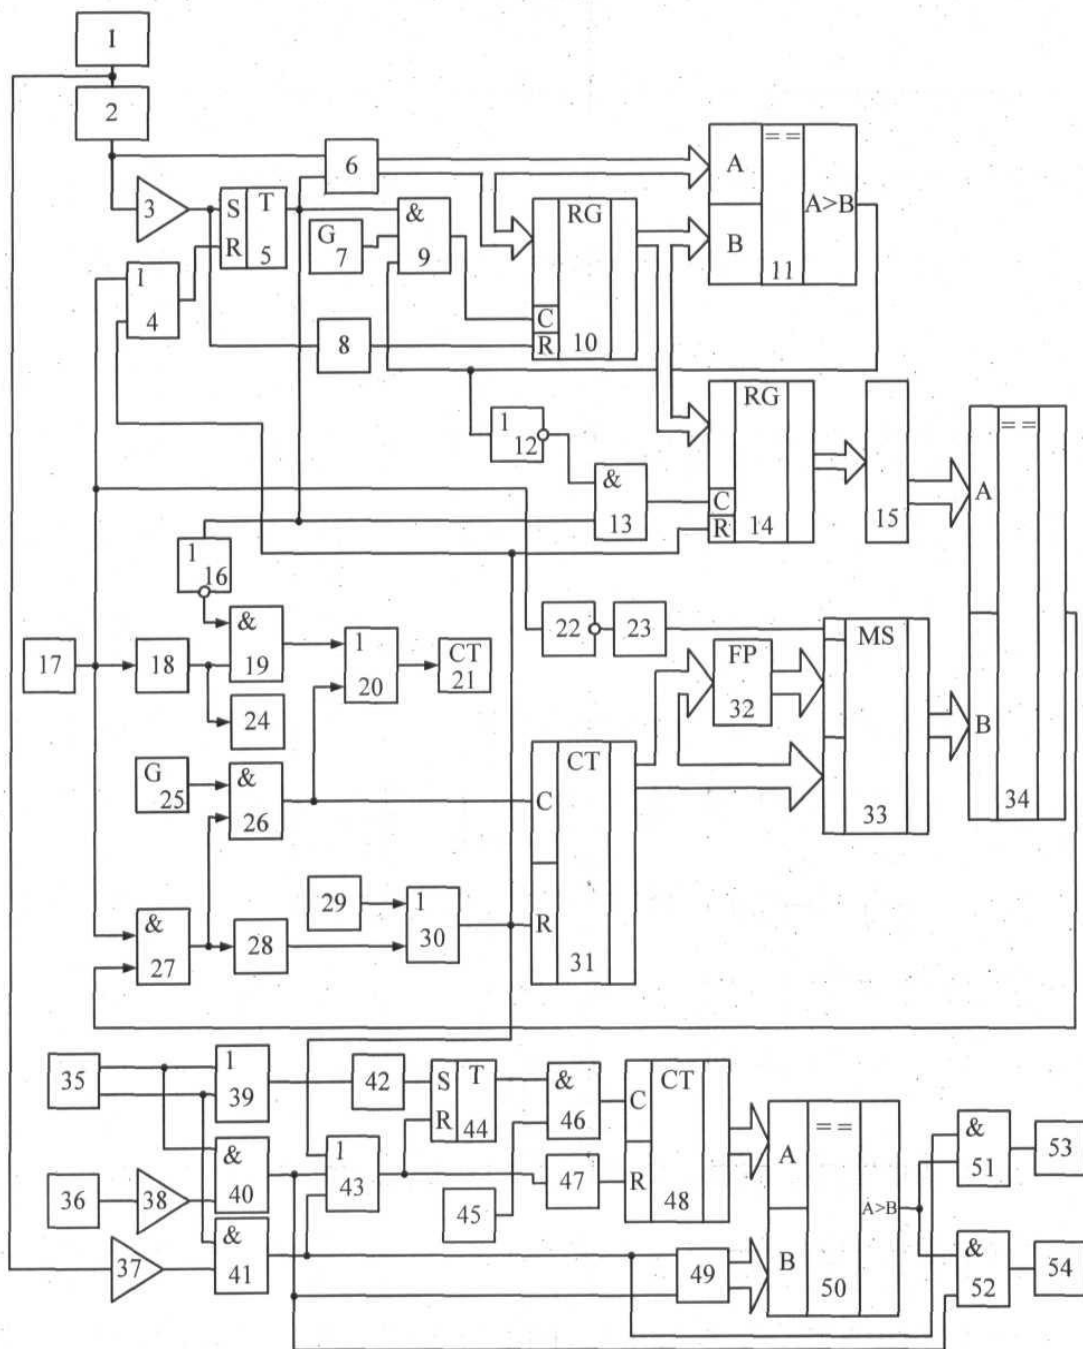 I
2
3
S T
R 5
6
G
7
&
9
RG
C
R 10
A ==
B
A>B
11
I
4
8
1
12
&
13
RG
C
R 14
15
A ==
B
34
1
16
17
18
&
19
1
20
CT
21
22
23
24
FP
32
MS
33
G
25
&
26
CT
C
R
31
&
27
28
29
1
30
35
1
39
42
S T
R 44
&
46
CT
C
R
48
A ==
B
A>B
50
&
51
53
36
38
&
40
1
43
45
47
37
&
41
49
&
52
54